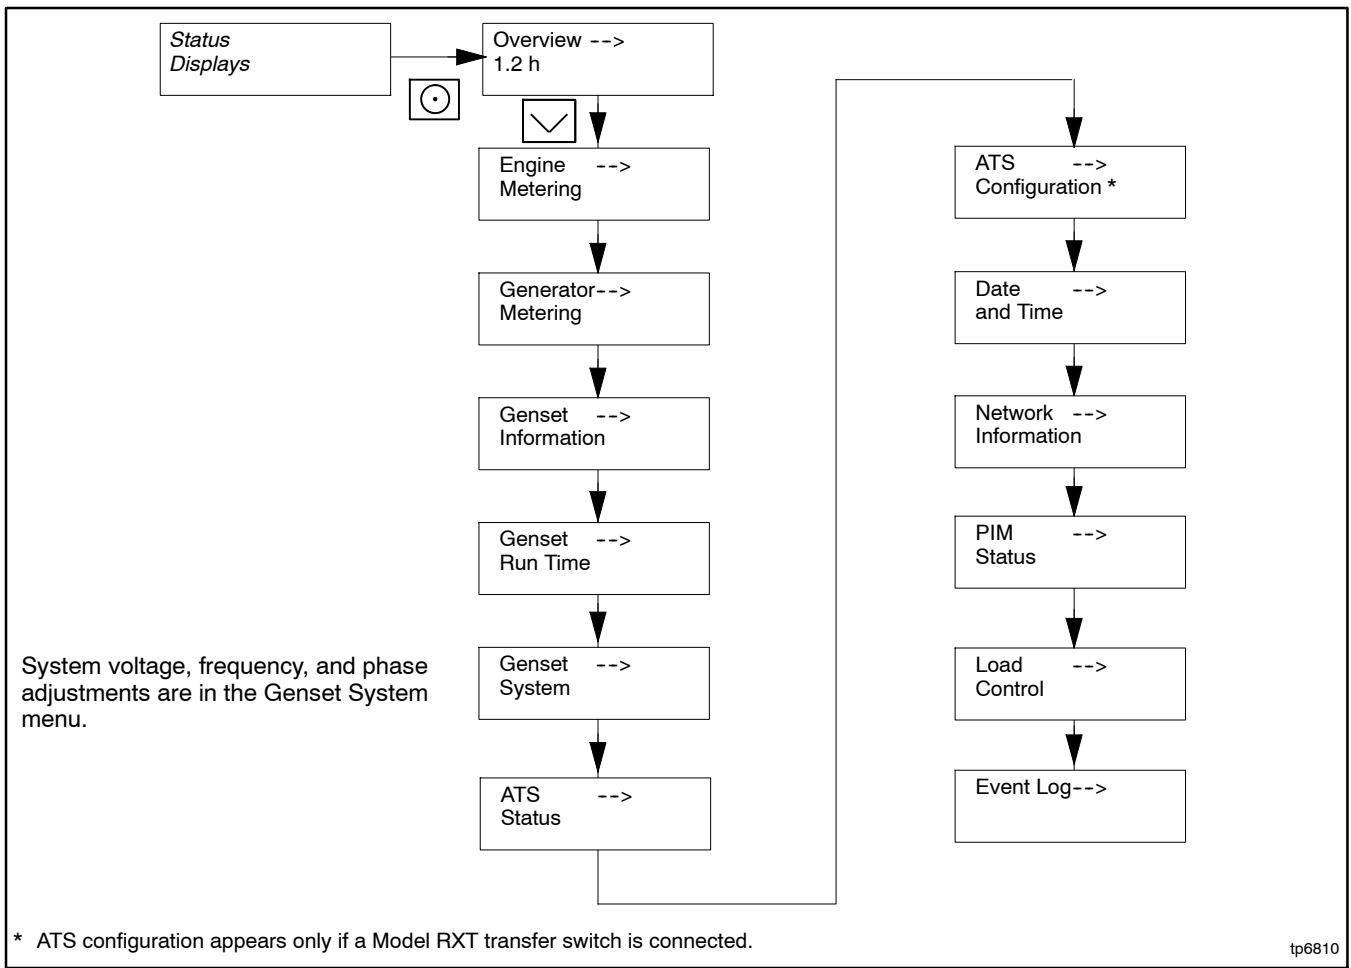 Status
Displays
Overview -->
1.2 h
Engine -->
Metering
Generator-->
Metering
Genset -->
Information
Genset -->
Run Time
Genset -->
System
ATS -->
Status
ATS -->
Configuration *
Date -->
and Time
Network -->
Information
PIM -->
Status
Load -->
Control
Event Log-->
System voltage, frequency, and phase
adjustments are in the Genset System
menu.
* ATS configuration appears only if a Model RXT transfer switch is connected.
tp6810